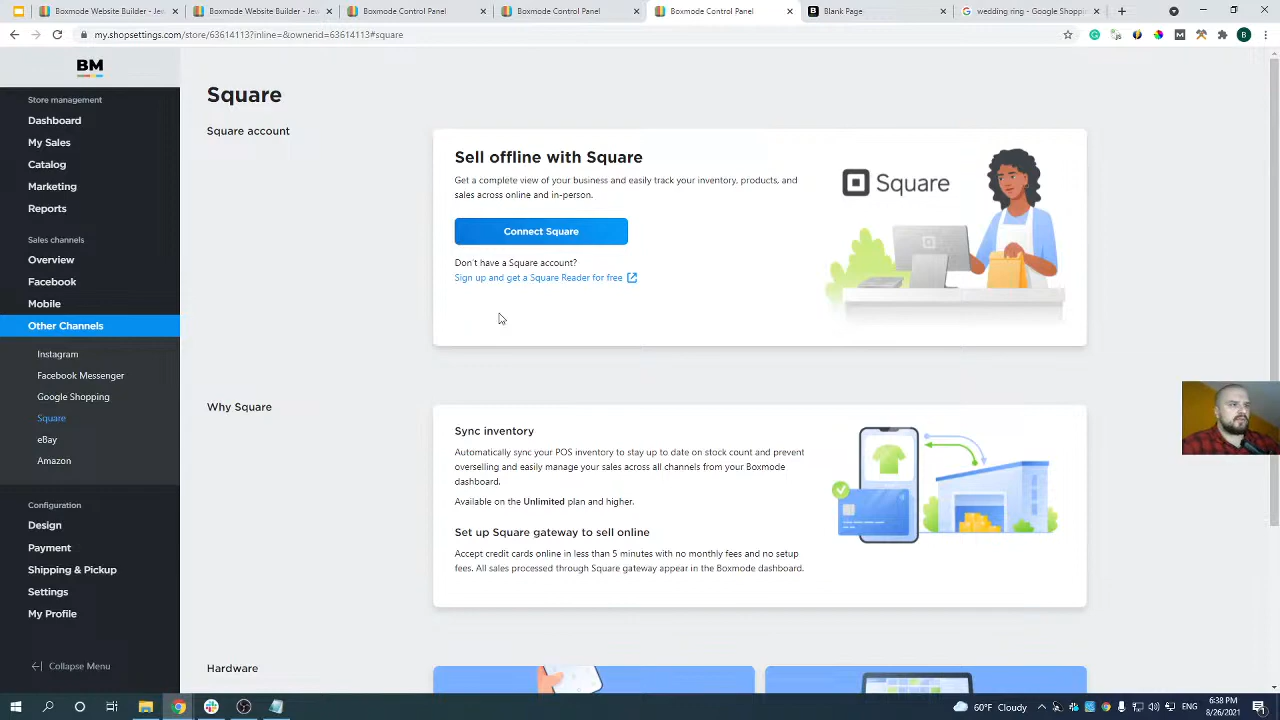 Boxmode Website Builder - Jew
Boxmode Website Builder - Jew
Boxmode Control Panel
Boxmode Control Panel
Boxmode Control Panel
Blank Page
wedding ring - Google Shoppin
my.shopsettings.com/store/63614113?inline=&ownerid=63614113#square
B
BM
Store management
Dashboard
My Sales
Catalog
Marketing
Reports
Sales channels
Overview
Facebook
Mobile
Other Channels
Instagram
Facebook Messenger
Google Shopping
Square
eBay
Amazon
Configuration
Design
Payment
Shipping & Pickup
Settings
My Profile
Collapse Menu
Square
Square account
Sell offline with Square
Get a complete view of your business and easily track your inventory, products, and
sales across online and in-person.
Connect Square
Don't have a Square account?
Sign up and get a Square Reader for free
Square
Why Square
Sync inventory
Automatically sync your POS inventory to stay up to date on stock count and prevent
overselling and easily manage your sales across all channels from your Boxmode
dashboard.
Available on the Unlimited plan and higher.
Set up Square gateway to sell online
Accept credit cards online in less than 5 minutes with no monthly fees and no setup
fees. All sales processed through Square gateway appear in the Boxmode dashboard.
Hardware
60°F Cloudy
ENG
6:38 PM
8/26/2021